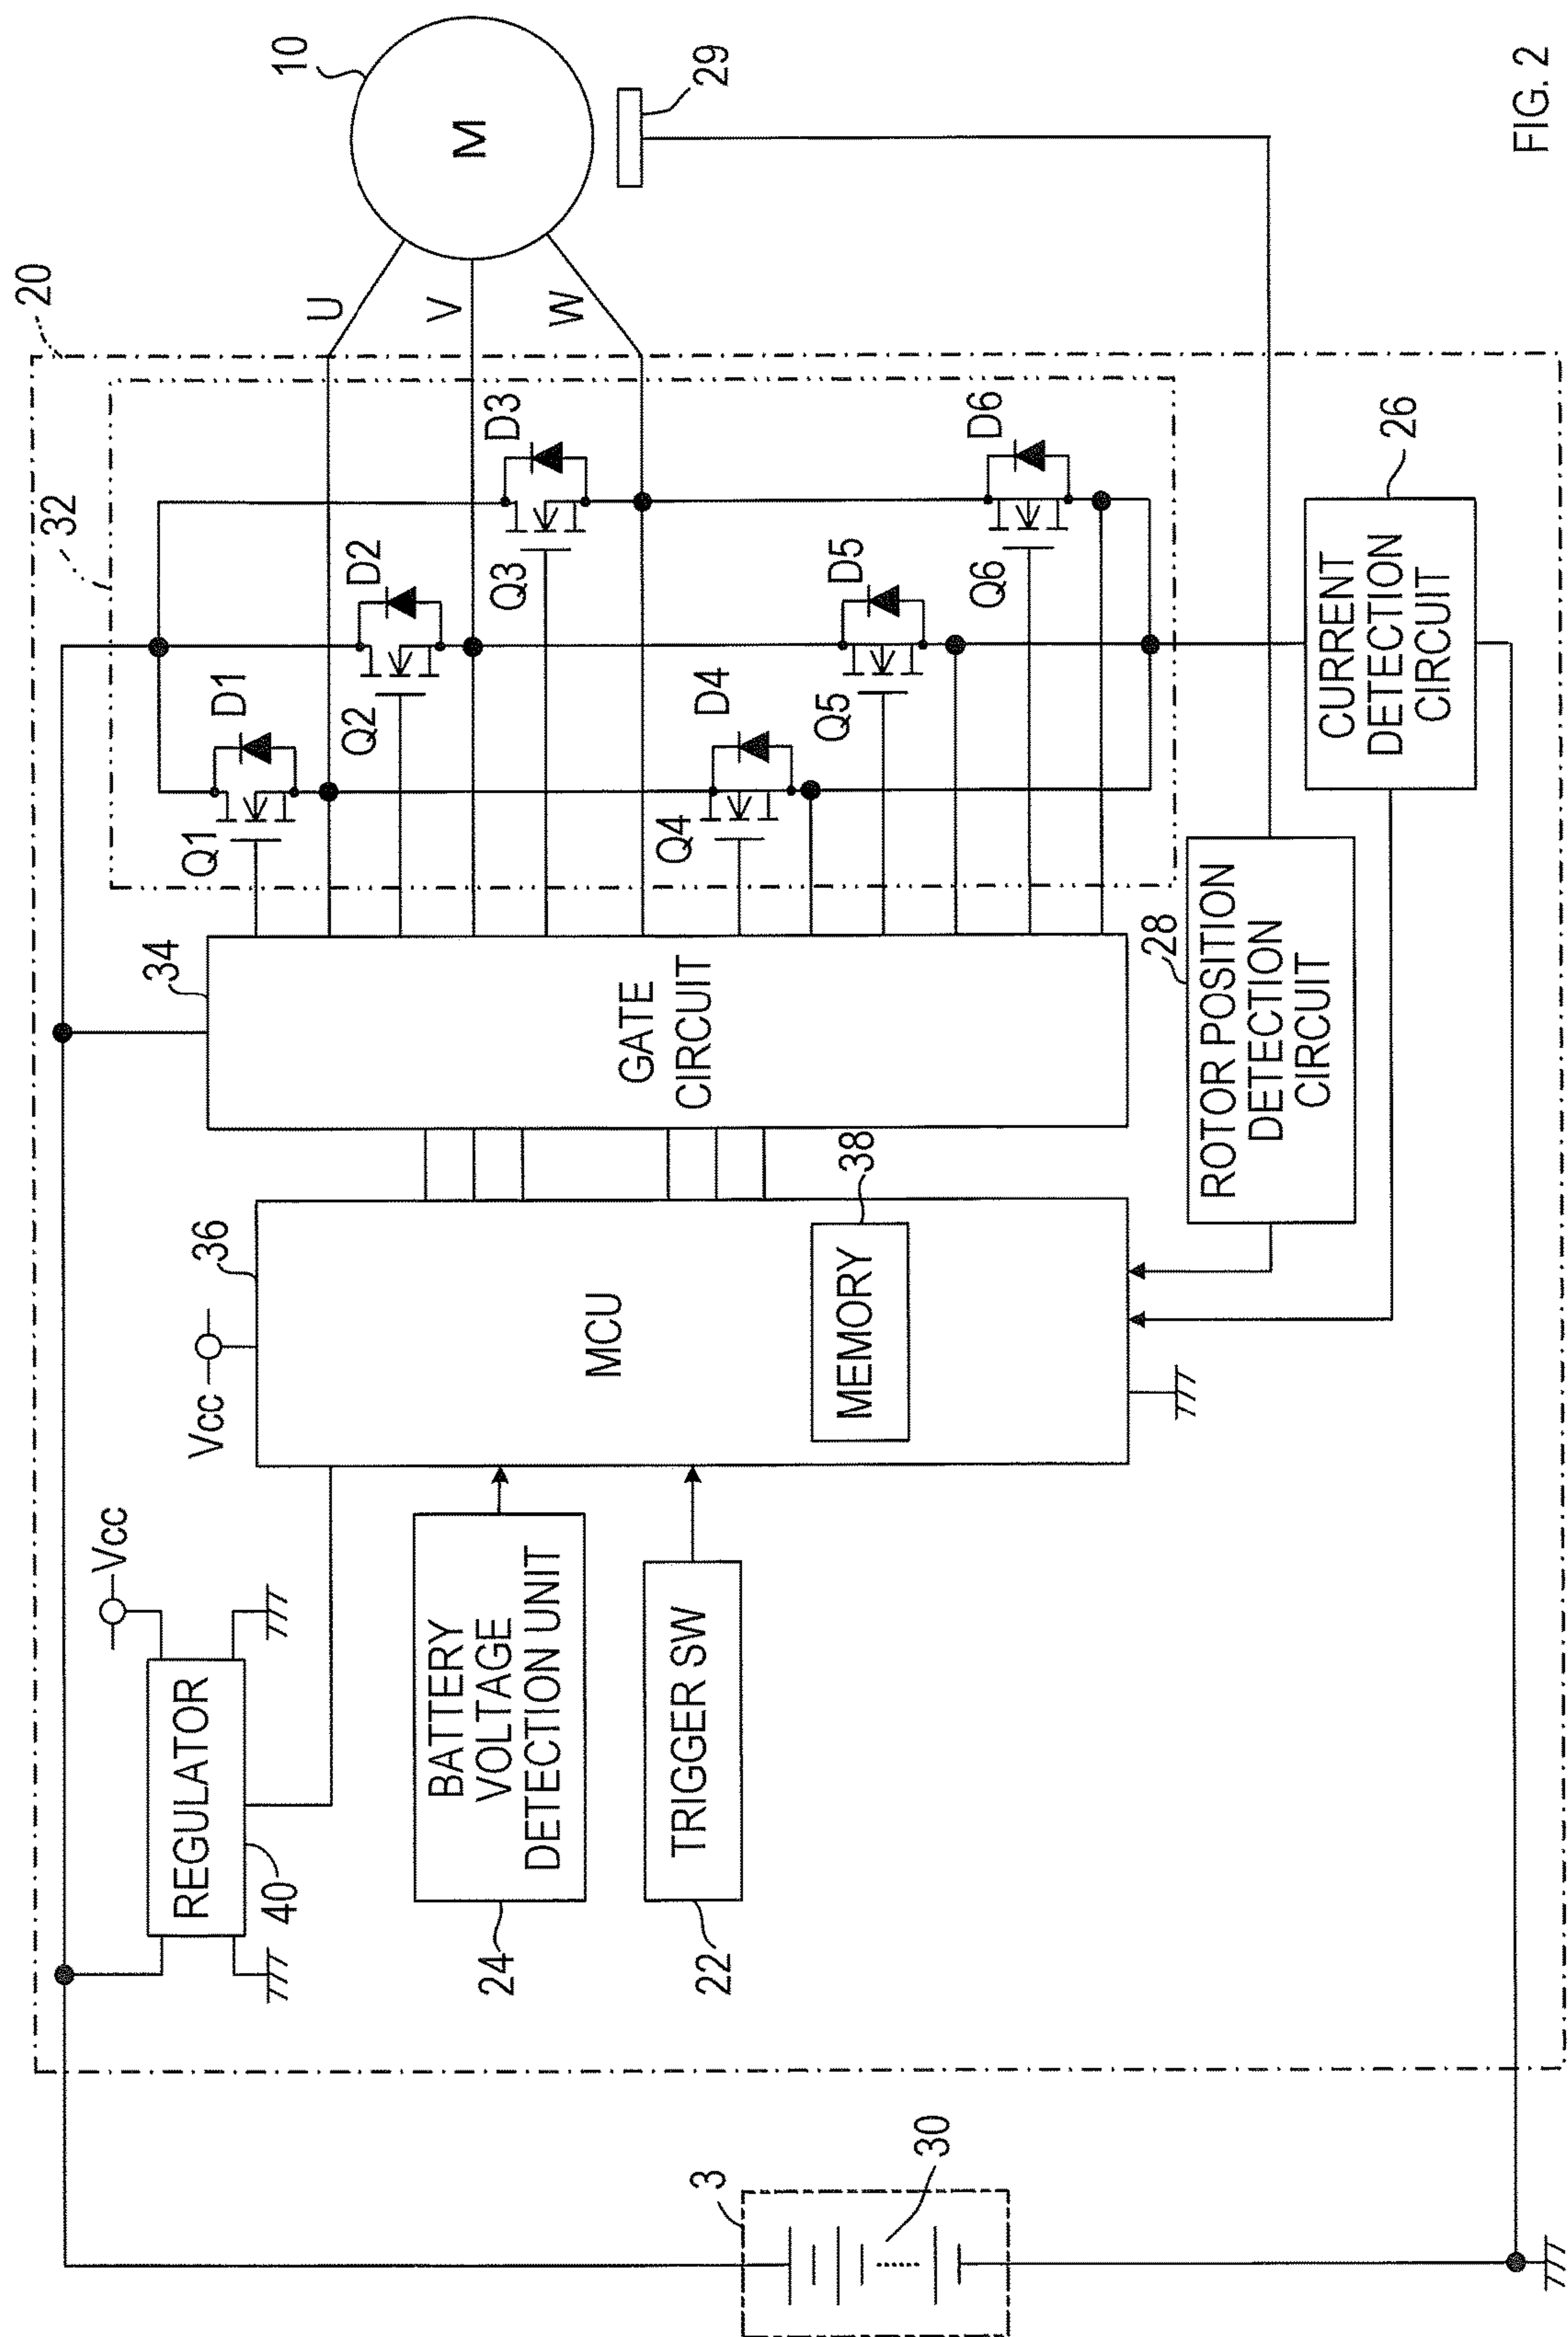 FIG. 2
20
32
10
M
29
U
V
W
D1
Q1
D2
Q2
D3
Q3
D4
Q4
D5
Q5
D6
Q6
34
GATE
CIRCUIT
36
Vcc
MCU
38
MEMORY
28
ROTOR POSITION
DETECTION
CIRCUIT
26
CURRENT
DETECTION
CIRCUIT
Vcc
REGULATOR
40
BATTERY
VOLTAGE
DETECTION UNIT
24
TRIGGER SW
22
3
30